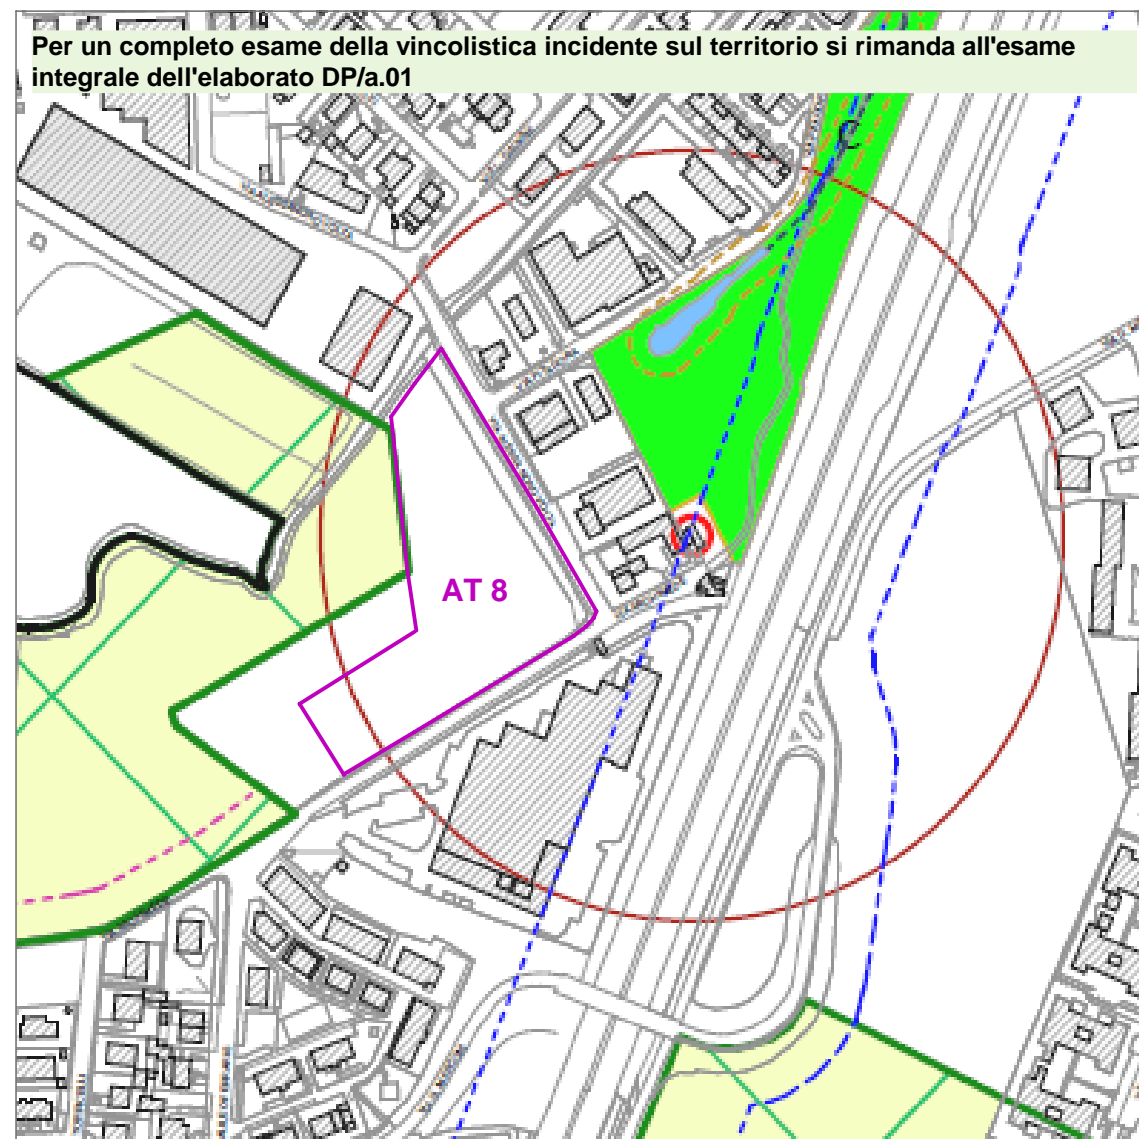 Per un completo esame della vincolistica incidente sul territorio si rimanda all'esame
integrale dell'elaborato DP/a.01
AT 8